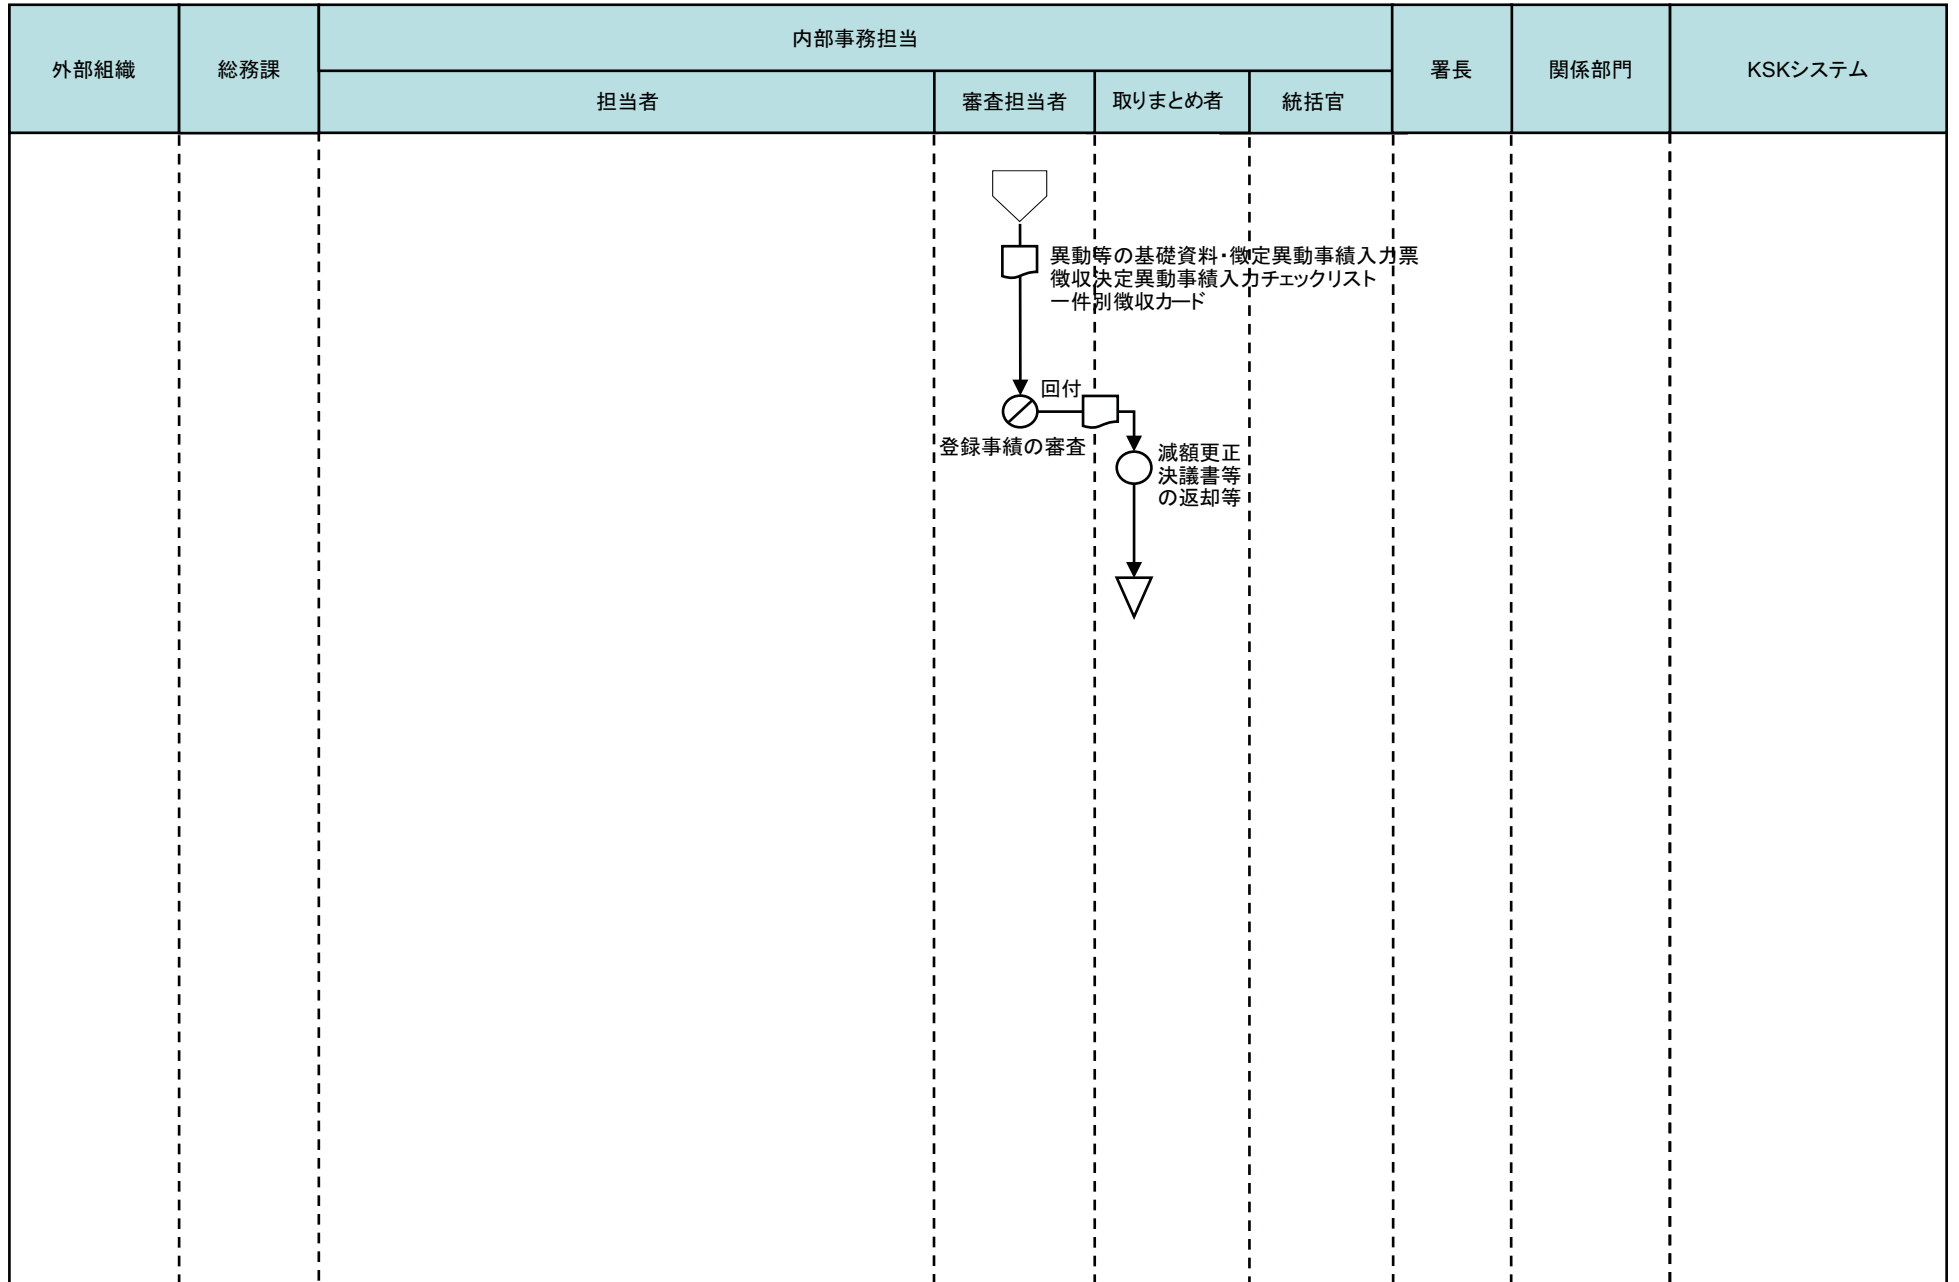 外部組織
総務課
内部事務担当
担当者
審査担当者
取りまとめ者
統括官
署長
関係部門
KSKシステム
異動等の基礎資料・徴定異動事績入力票
徴収決定異動事績入力チェックリスト
一件別徴収カード
回付
登録事績の審査
減額更正
決議書等
の返却等